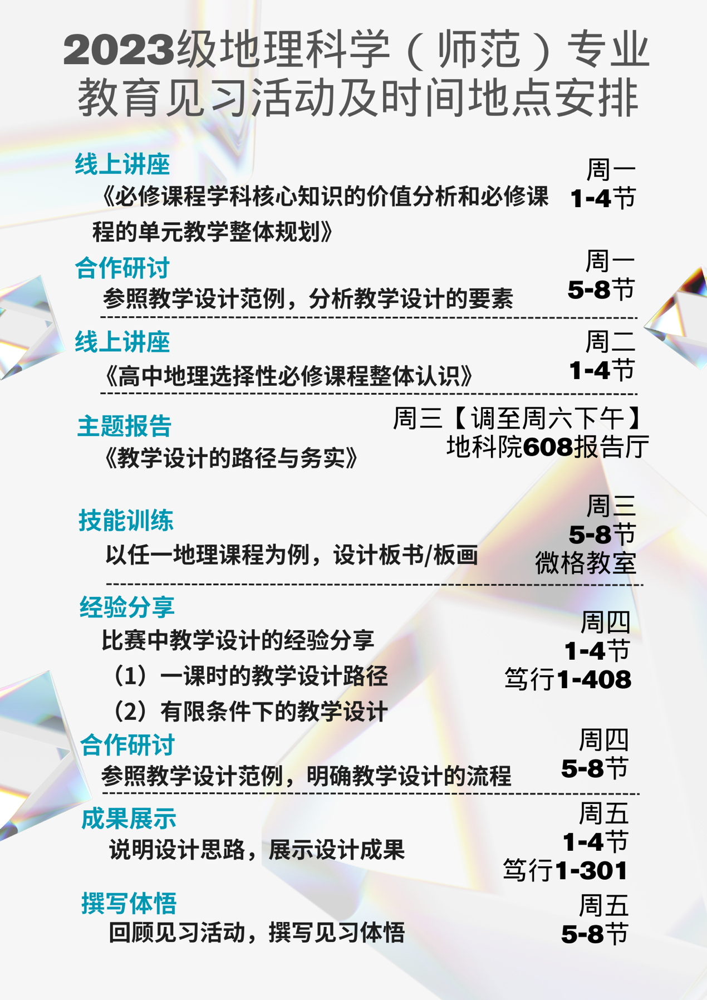 2023级地理科学（师范）专业
教育见习活动及时间地点安排
线上讲座
《必修课程学科核心知识的价值分析和必修课
程的单元教学整体规划》
周一
1-4节
合作研讨
参照教学设计范例，分析教学设计的要素
周一
5-8节
线上讲座
《高中地理选择性必修课程整体认识》
周二
1-4节
主题报告
《教学设计的路径与务实》
周三【调至周六下午】
地科院608报告厅
技能训练
以任一地理课程为例，设计板书/板画
周三
5-8节
微格教室
经验分享
比赛中教学设计的经验分享
（1）一课时的教学设计路径
（2）有限条件下的教学设计
周四
1-4节
笃行1-408
合作研讨
参照教学设计范例，明确教学设计的流程
周四
5-8节
成果展示
说明设计思路，展示设计成果
周五
1-4节
笃行1-301
撰写体悟
回顾见习活动，撰写见习体悟
周五
5-8节